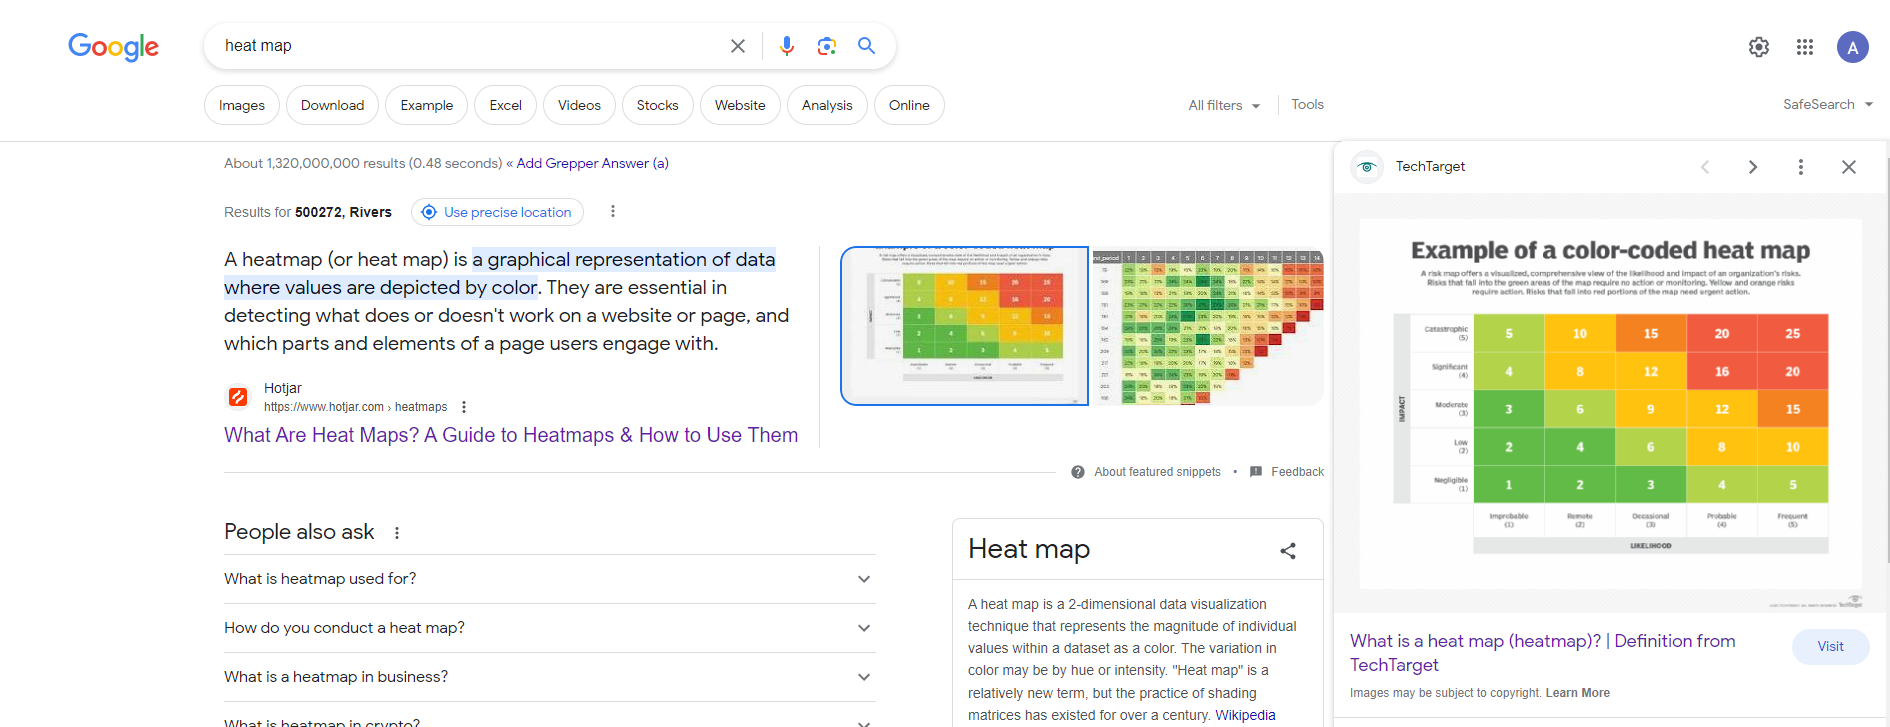 Google
heat map
Images
Download
Example
Excel
Videos
Stocks
Website
Analysis
Online
All filters
Tools
A
SafeSearch
About 1,320,000,000 results (0.48 seconds) « Add Grepper Answer (a)
Results for 500272, Rivers
Use precise location
A heatmap (or heat map) is a graphical representation of data
where values are depicted by color. They are essential in
detecting what does or doesn't work on a website or page, and
which parts and elements of a page users engage with.
Hotjar
https://www.hotjar.com › heatmaps
What Are Heat Maps? A Guide to Heatmaps & How to Use Them
About featured snippets
•
Feedback
People also ask
What is heatmap used for?
How do you conduct a heat map?
What is a heatmap in business?
What is heatmap in crypto?
Heat map
A heat map is a 2-dimensional data visualization
technique that represents the magnitude of individual
values within a dataset as a color. The variation in
color may be by hue or intensity. "Heat map" is a
relatively new term, but the practice of shading
matrices has existed for over a century. Wikipedia
TechTarget
Example of a color-coded heat map
A risk map offers a visualized, comprehensive view of the likelihood and impact of an organization's risks.
Risks that fall into the green areas of the map require no action or monitoring. Yellow and orange risks
require action. Risks that fall into red portions of the map need urgent action.
IMPACT
Catastrophic
(5)
5 10 15 20 25
Significant
(4)
4 8 12 16 20
Moderate
(3)
3 6 9 12 15
Low
(2)
2 4 6 8 10
Negligible
(1)
1 2 3 4 5
Improbable Remote Occasional Probable Frequent
(1) (2) (3) (4) (5)
LIKELIHOOD
TechTarget
What is a heat map (heatmap)? | Definition from
TechTarget
Visit
Images may be subject to copyright. Learn More